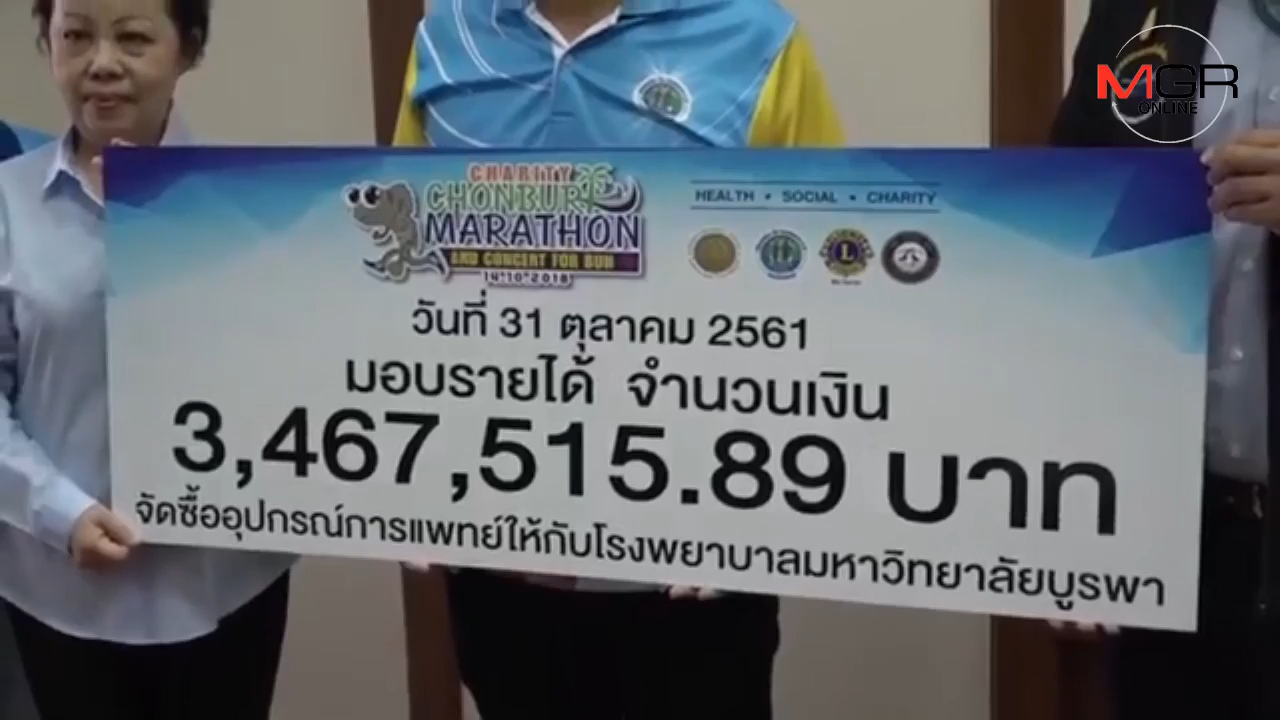 MGR
ONLINE
CHARITY
CHONBURI
MARATHON
AND CONCERT FOR BUH
14*10*2018
HEALTH • SOCIAL • CHARITY
L
วันที่ 31 ตุลาคม 2561
มอบรายได้ จำนวนเงิน
3,467,515.89 บาท
จัดซื้ออุปกรณ์การแพทย์ให้กับโรงพยาบาลมหาวิทยาลัยบูรพา